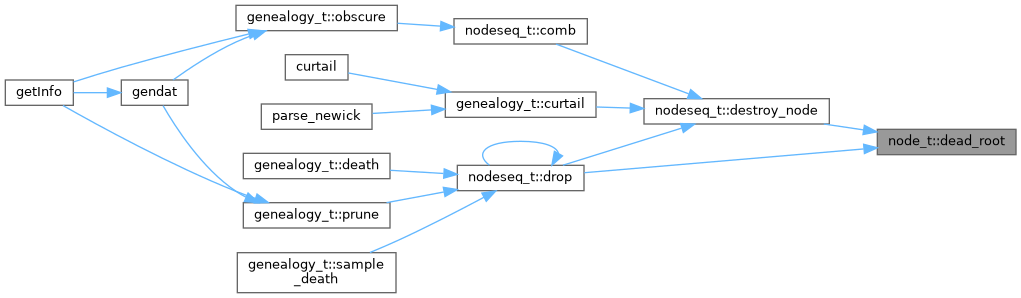 genealogy_t::obscure
nodeseq_t::comb
curtail
getInfo
gendat
genealogy_t::curtail
nodeseq_t::destroy_node
parse_newick
node_t::dead_root
genealogy_t::death
nodeseq_t::drop
genealogy_t::prune
genealogy_t::sample
_death